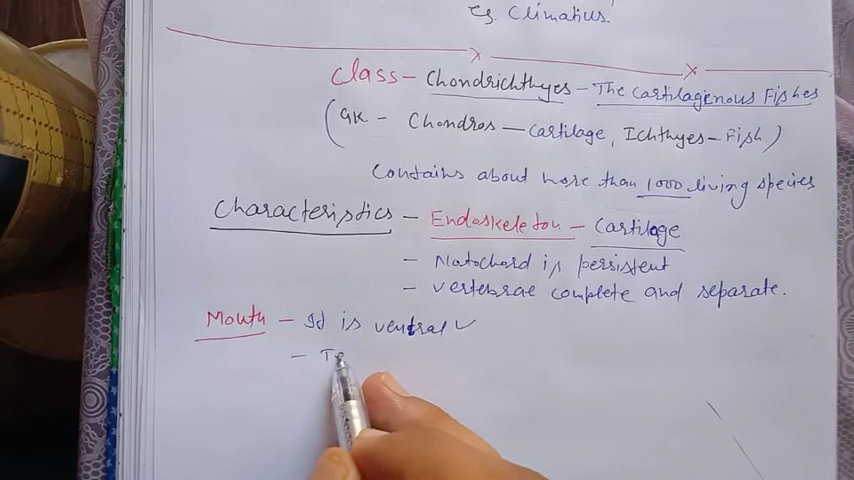 eg. Climatius.
Class - Chondrichthyes - The Cartilagenous Fishes
(GK - Chondros - cartilage, Ichthyes - Fish)
Contains about more than 1000 living species
Characteristics - Endoskeleton - Cartilage
- Notochord is persistent
- vertebrae complete and separate.
Mouth - It is ventral ✓
- Te